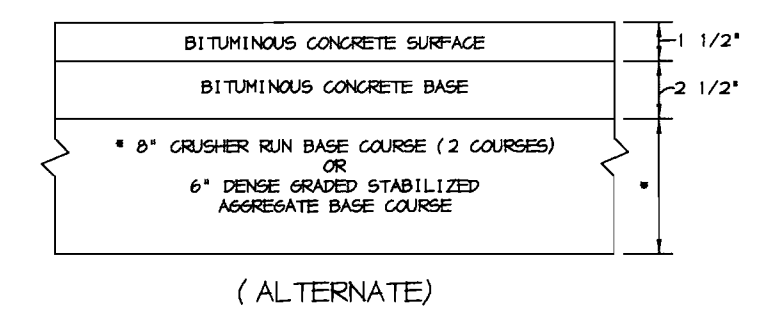 BITUMINOUS CONCRETE SURFACE
1 1/2"
BITUMINOUS CONCRETE BASE
2 1/2"
* 8" CRUSHER RUN BASE COURSE (2 COURSES)
OR
6" DENSE GRADED STABILIZED
AGGREGATE BASE COURSE
*
(ALTERNATE)